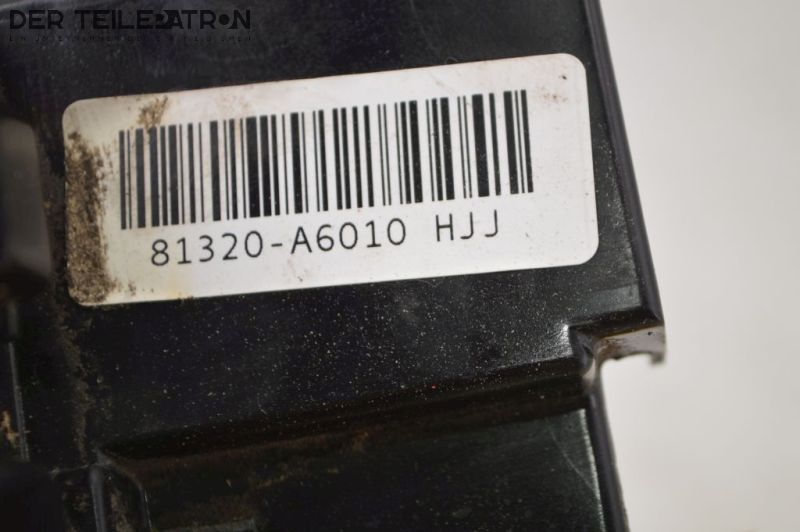 DER TEILEPATRON
81320-A6010 HJJ